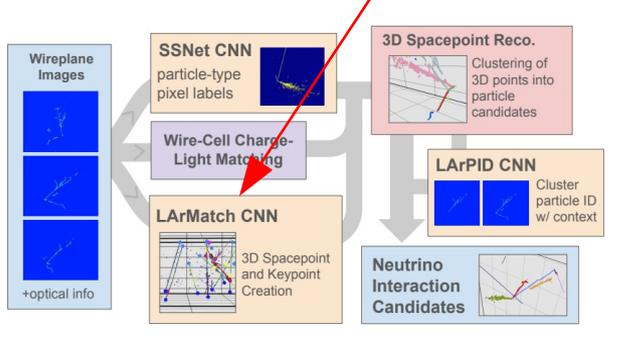 Wireplane
Images
+optical info
SSNet CNN
particle-type
pixel labels
Wire-Cell Charge-
Light Matching
LArMatch CNN
3D Spacepoint
and Keypoint
Creation
3D Spacepoint Reco.
Clustering of
3D points into
particle
candidates
LArPID CNN
Cluster
particle ID
w/ context
Neutrino
Interaction
Candidates